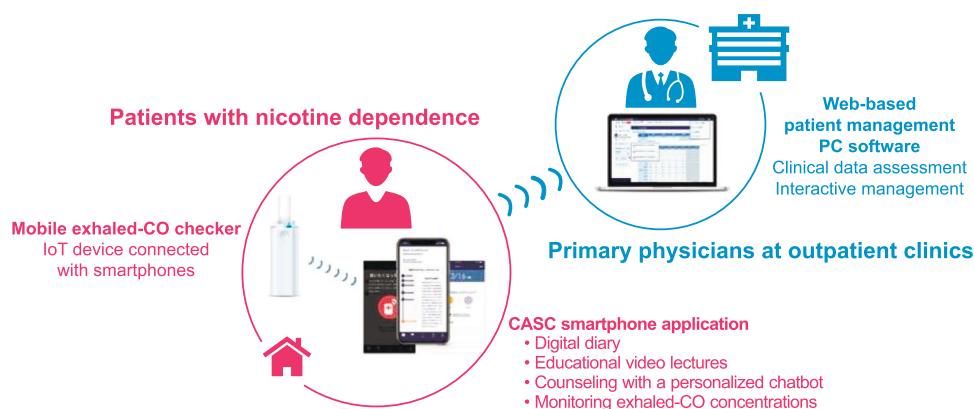 Patients with nicotine dependence
Mobile exhaled-CO checker
IoT device connected
with smartphones
CASC smartphone application
• Digital diary
• Educational video lectures
• Counseling with a personalized chatbot
• Monitoring exhaled-CO concentrations
Web-based
patient management
PC software
Clinical data assessment
Interactive management
Primary physicians at outpatient clinics